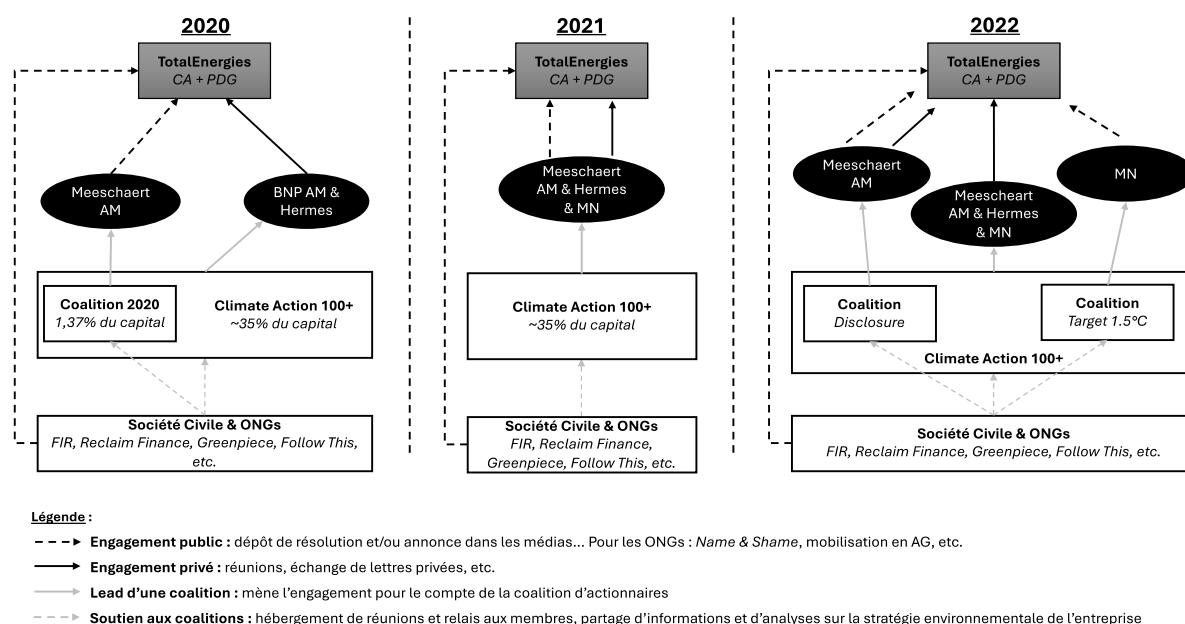 2020
TotalEnergies
CA + PDG
Meeschaert
AM
BNP AM &
Hermes
Coalition 2020
1,37% du capital
Climate Action 100+
~35% du capital
Société Civile & ONGs
FIR, Reclaim Finance, Greenpiece, Follow This,
etc.
2021
TotalEnergies
CA + PDG
Meeschaert
AM & Hermes
& MN
Climate Action 100+
~35% du capital
Société Civile & ONGs
FIR, Reclaim Finance,
Greenpiece, Follow This, etc.
2022
TotalEnergies
CA + PDG
Meeschaert
AM
Meescheart
AM & Hermes
& MN
MN
Coalition
Disclosure
Coalition
Target 1.5°C
Climate Action 100+
Société Civile & ONGs
FIR, Reclaim Finance, Greenpiece, Follow This, etc.
Légende :
Engagement public : dépôt de résolution et/ou annonce dans les médias... Pour les ONGs : Name & Shame, mobilisation en AG, etc.
Engagement privé : réunions, échange de lettres privées, etc.
Lead d’une coalition : mène l’engagement pour le compte de la coalition d’actionnaires
Soutien aux coalitions : hébergement de réunions et relais aux membres, partage d’informations et d’analyses sur la stratégie environnementale de l’entreprise